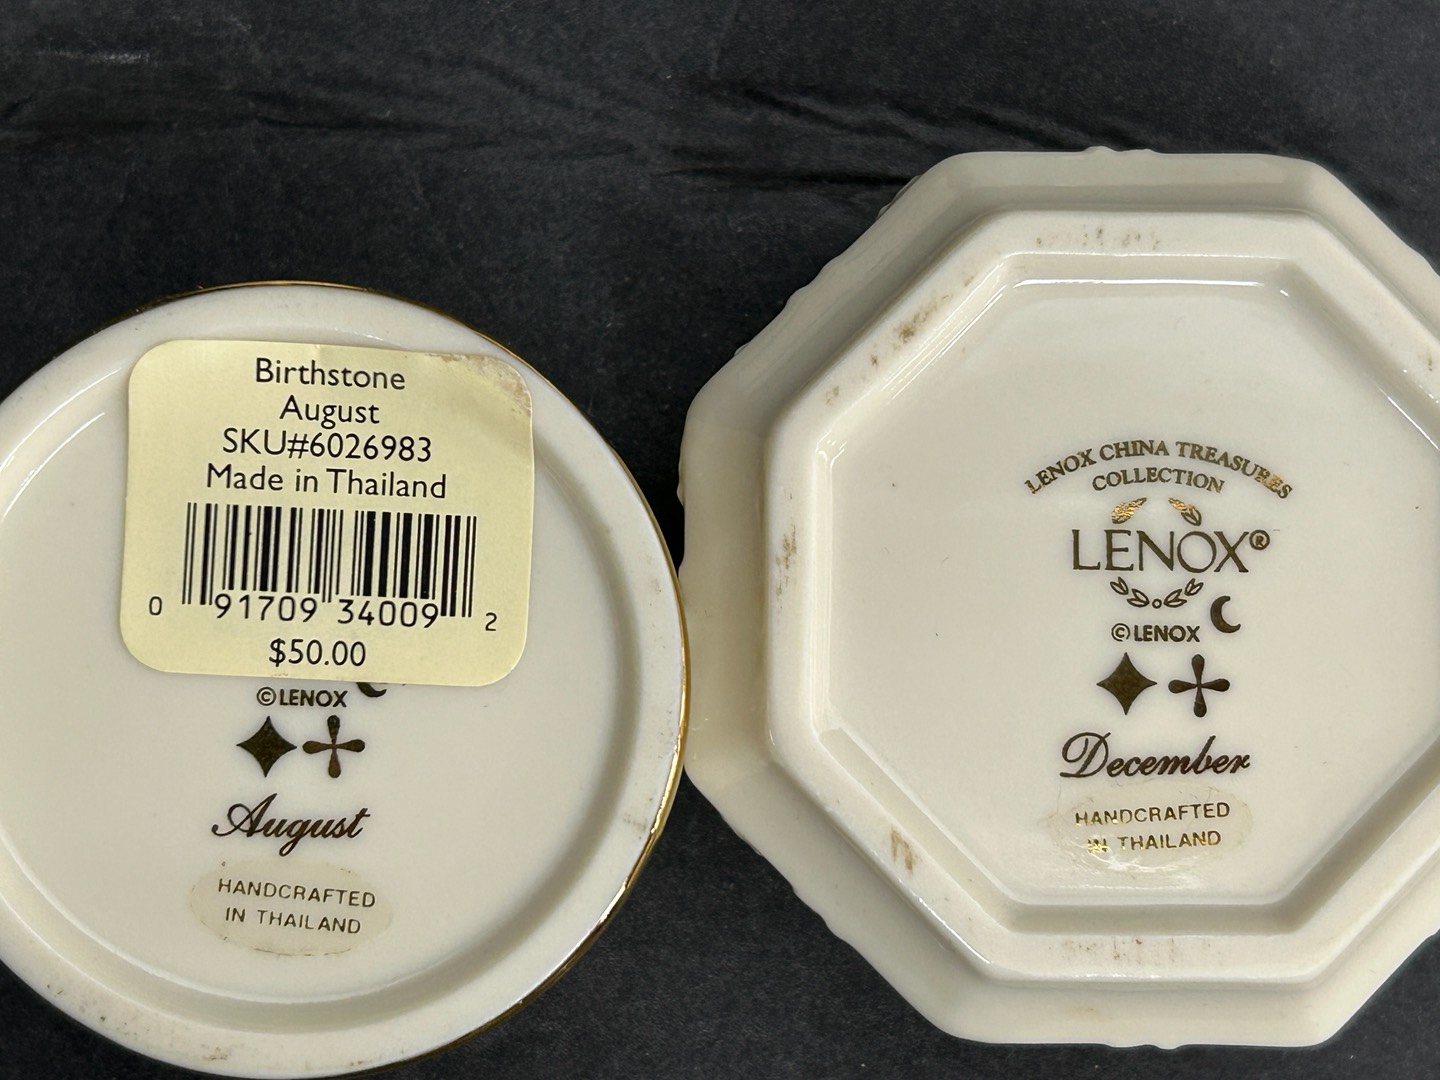 Birthstone
August
SKU#6026983
Made in Thailand
0 91709 34009 2
$50.00
©LENOX
August
HANDCRAFTED
IN THAILAND
LENOX CHINA TREASURES
COLLECTION
LENOX®
©LENOX
December
HANDCRAFTED
IN THAILAND